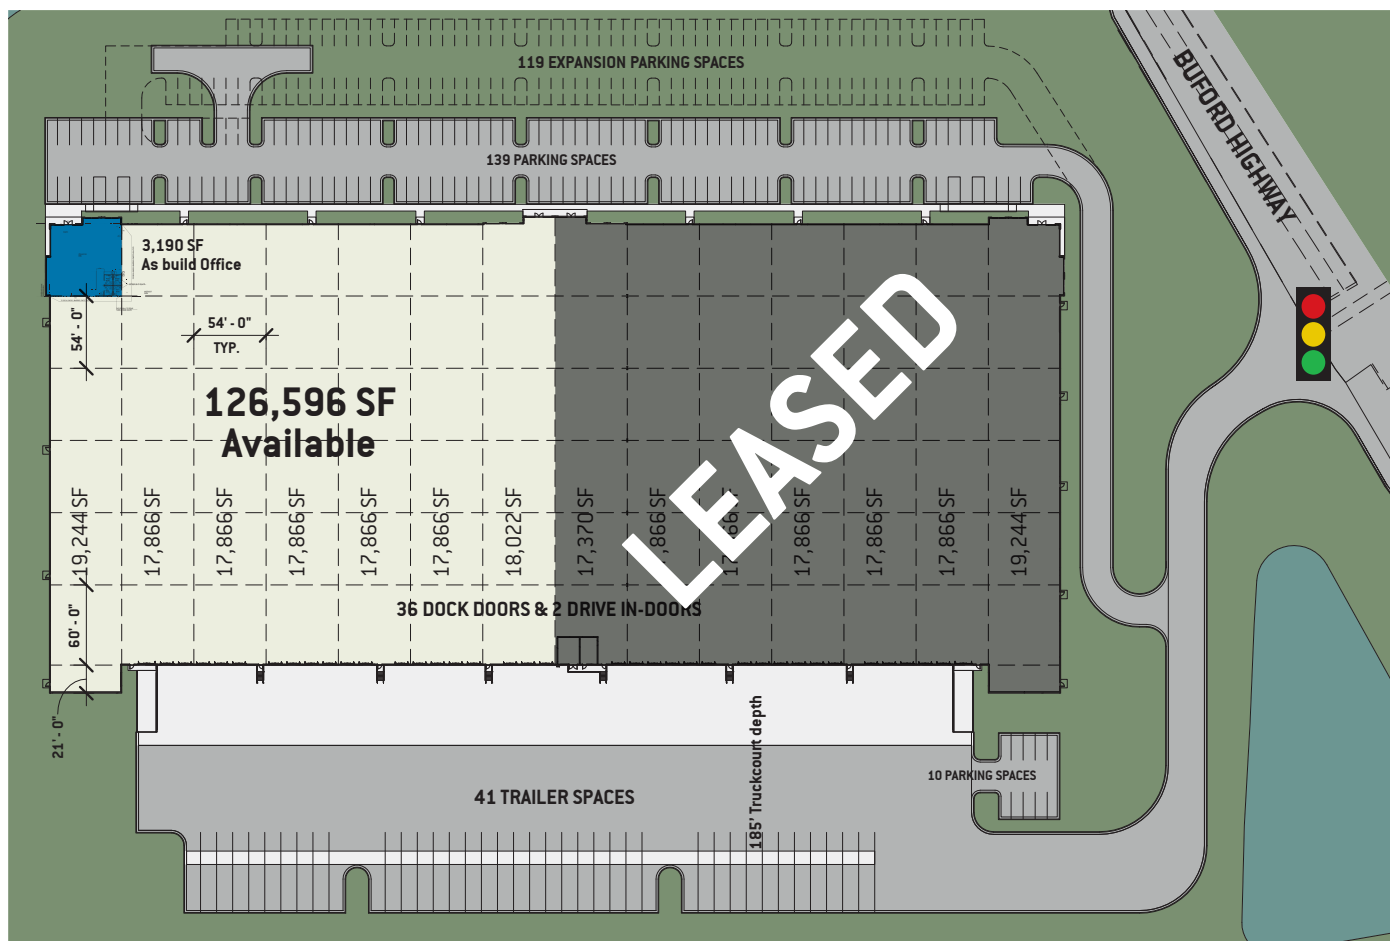 119 EXPANSION PARKING SPACES
BUFORD HIGHWAY
139 PARKING SPACES
3,190 SF
As build Office
54' - 0"
54' - 0"
TYP.
126,596 SF
Available
LEASED
19,244 SF
17,866 SF
17,866 SF
17,866 SF
17,866 SF
17,866 SF
18,022 SF
17,370 SF
,866 SF
SF
17,866 SF
17,866 SF
17,866 SF
19,244 SF
36 DOCK DOORS & 2 DRIVE IN-DOORS
60' - 0"
21' - 0"
185' Truckcourt depth
10 PARKING SPACES
41 TRAILER SPACES